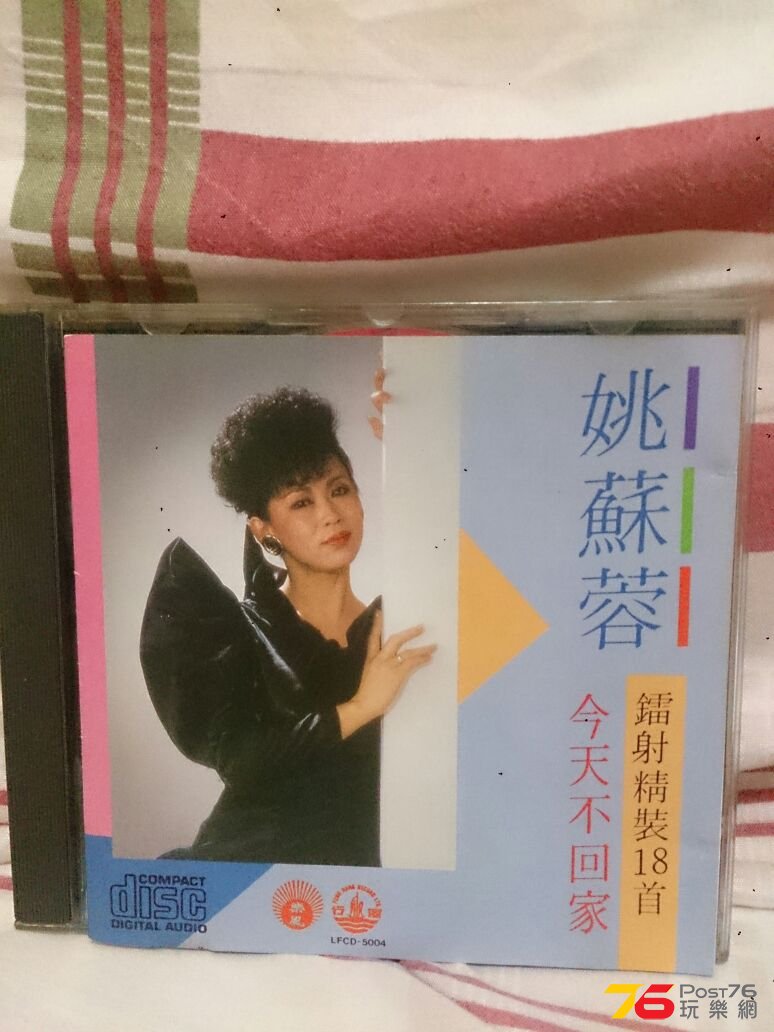 姚蘇蓉
鐳射精裝18首
今天不回家
COMPACT
disc
DIGITAL AUDIO
LFCD-5004
76 POST76
玩樂網